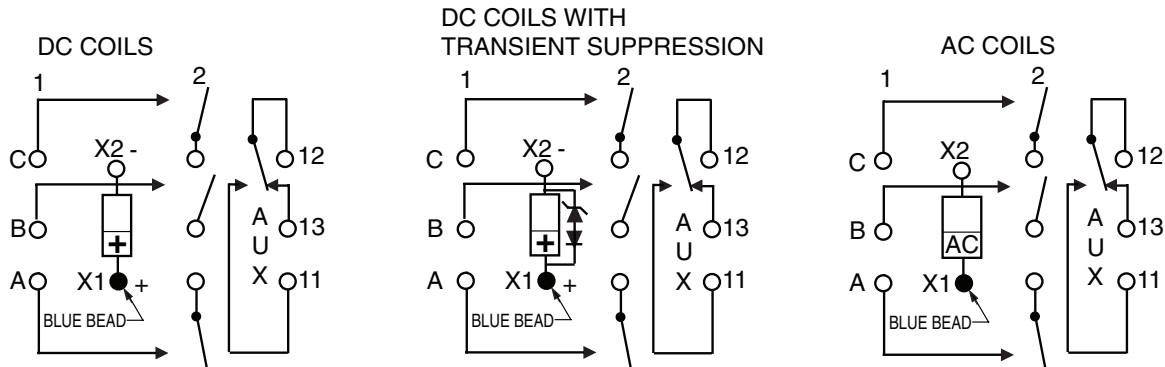 DC COILS
1
2
C
X2 -
12
B
+
A
U
X
13
A
X1
+
11
BLUE BEAD
DC COILS WITH
TRANSIENT SUPPRESSION
1
2
C
X2 -
12
B
+
A
U
X
13
A
X1
+
11
BLUE BEAD
AC COILS
1
2
C
X2
12
B
AC
A
U
X
13
A
X1
11
BLUE BEAD